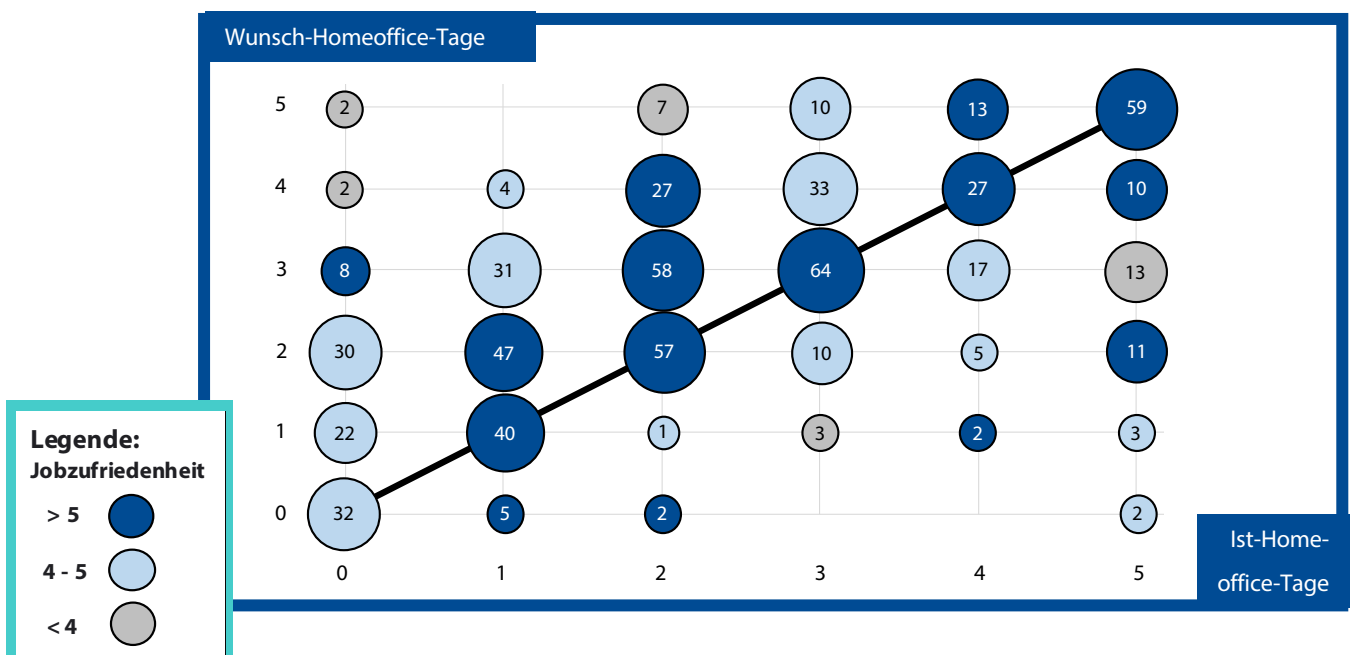 Wunsch-Homeoffice-Tage
5 2 7 10 13 59
4 2 4 27 33 27 10
3 8 31 58 64 17 13
2 30 47 57 10 5 11
1 22 40 1 3 2 3
0 32 5 2 2
0 1 2 3 4 5
Ist-Home-
office-Tage
Legende:
Jobzufriedenheit
> 5
4 - 5
< 4